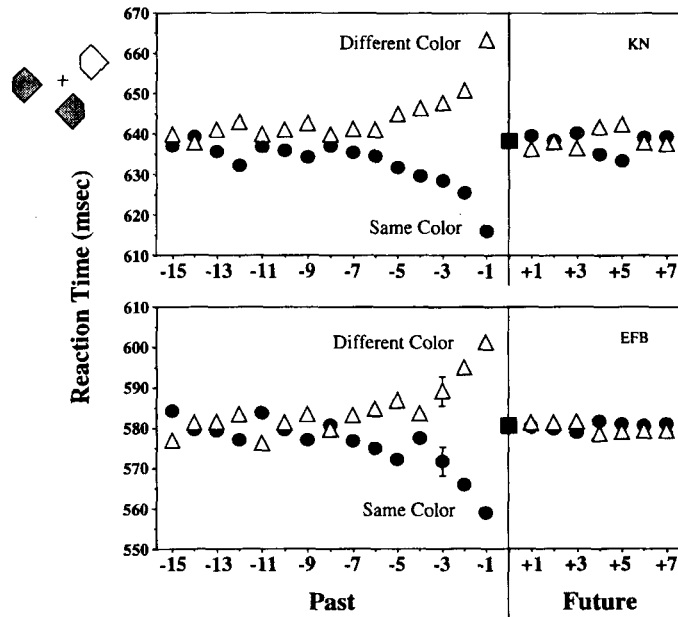 Reaction Time (msec)
670
660
650
640
630
620
610
Different Color
Same Color
KN
-15 -13 -11 -9 -7 -5 -3 -1 +1 +3 +5 +7
610
600
590
580
570
560
550
Different Color
Same Color
EFB
-15 -13 -11 -9 -7 -5 -3 -1 +1 +3 +5 +7
Past Future